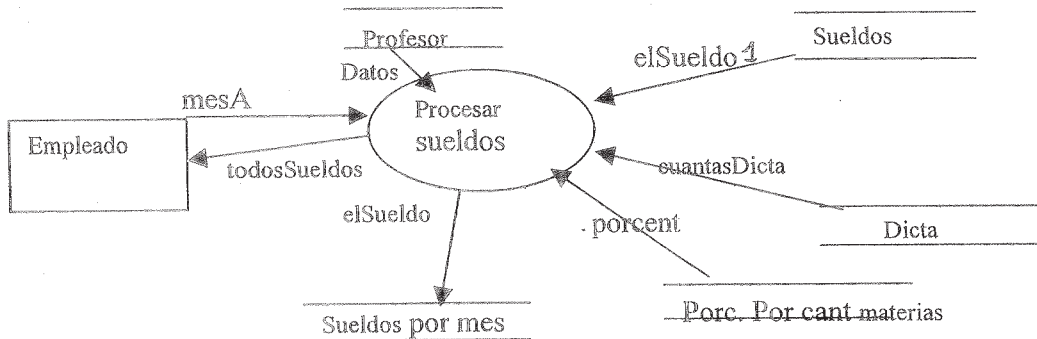 Profesor
Sueldos
elSueldo 1
Datos
mesA
Procesar
sueldos
Empleado
todosSueldos
cuantasDicta
elSueldo
porcent
Dicta
Sueldos por mes
Porc. Por cant materias